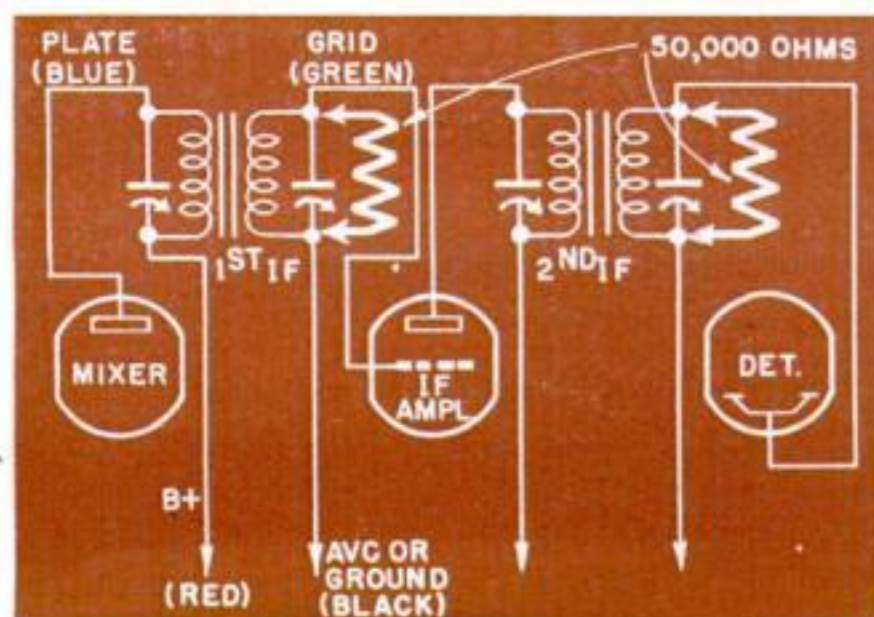 PLATE
(BLUE)
GRID
(GREEN)
50,000 OHMS
1ST IF
2ND IF
MIXER
IF
AMPL
DET.
B+
(RED)
AVC OR
GROUND
(BLACK)